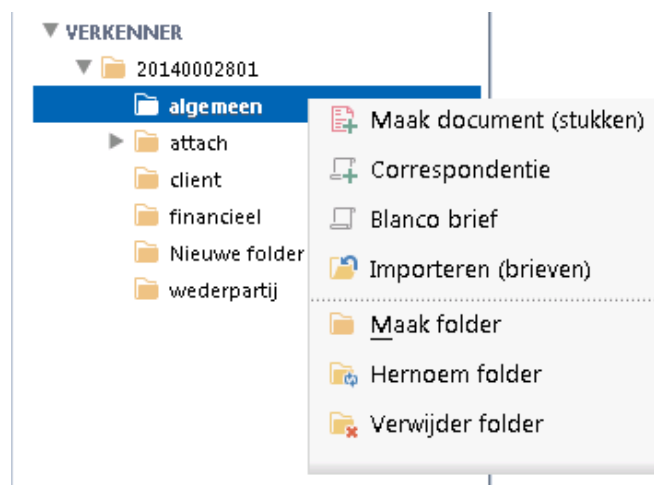 VERKENNER
20140002801
algemeen
attach
client
financieel
Nieuwe folder
wederpartij
Maak document (stukken)
Correspondentie
Blanco brief
Importeren (brieven)
Maak folder
Hernoem folder
Verwijder folder